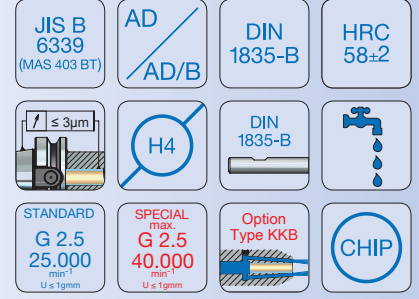 JIS B
6339
(MAS 403 BT)
AD
AD/B
DIN
1835-B
HRC
58±2
≤ 3µm
H4
DIN
1835-B
STANDARD
G 2.5
25.000
min⁻¹
U ≤ 1gmm
SPECIAL
max.
G 2.5
40.000
min⁻¹
U ≤ 1gmm
Option
Type KKB
CHIP